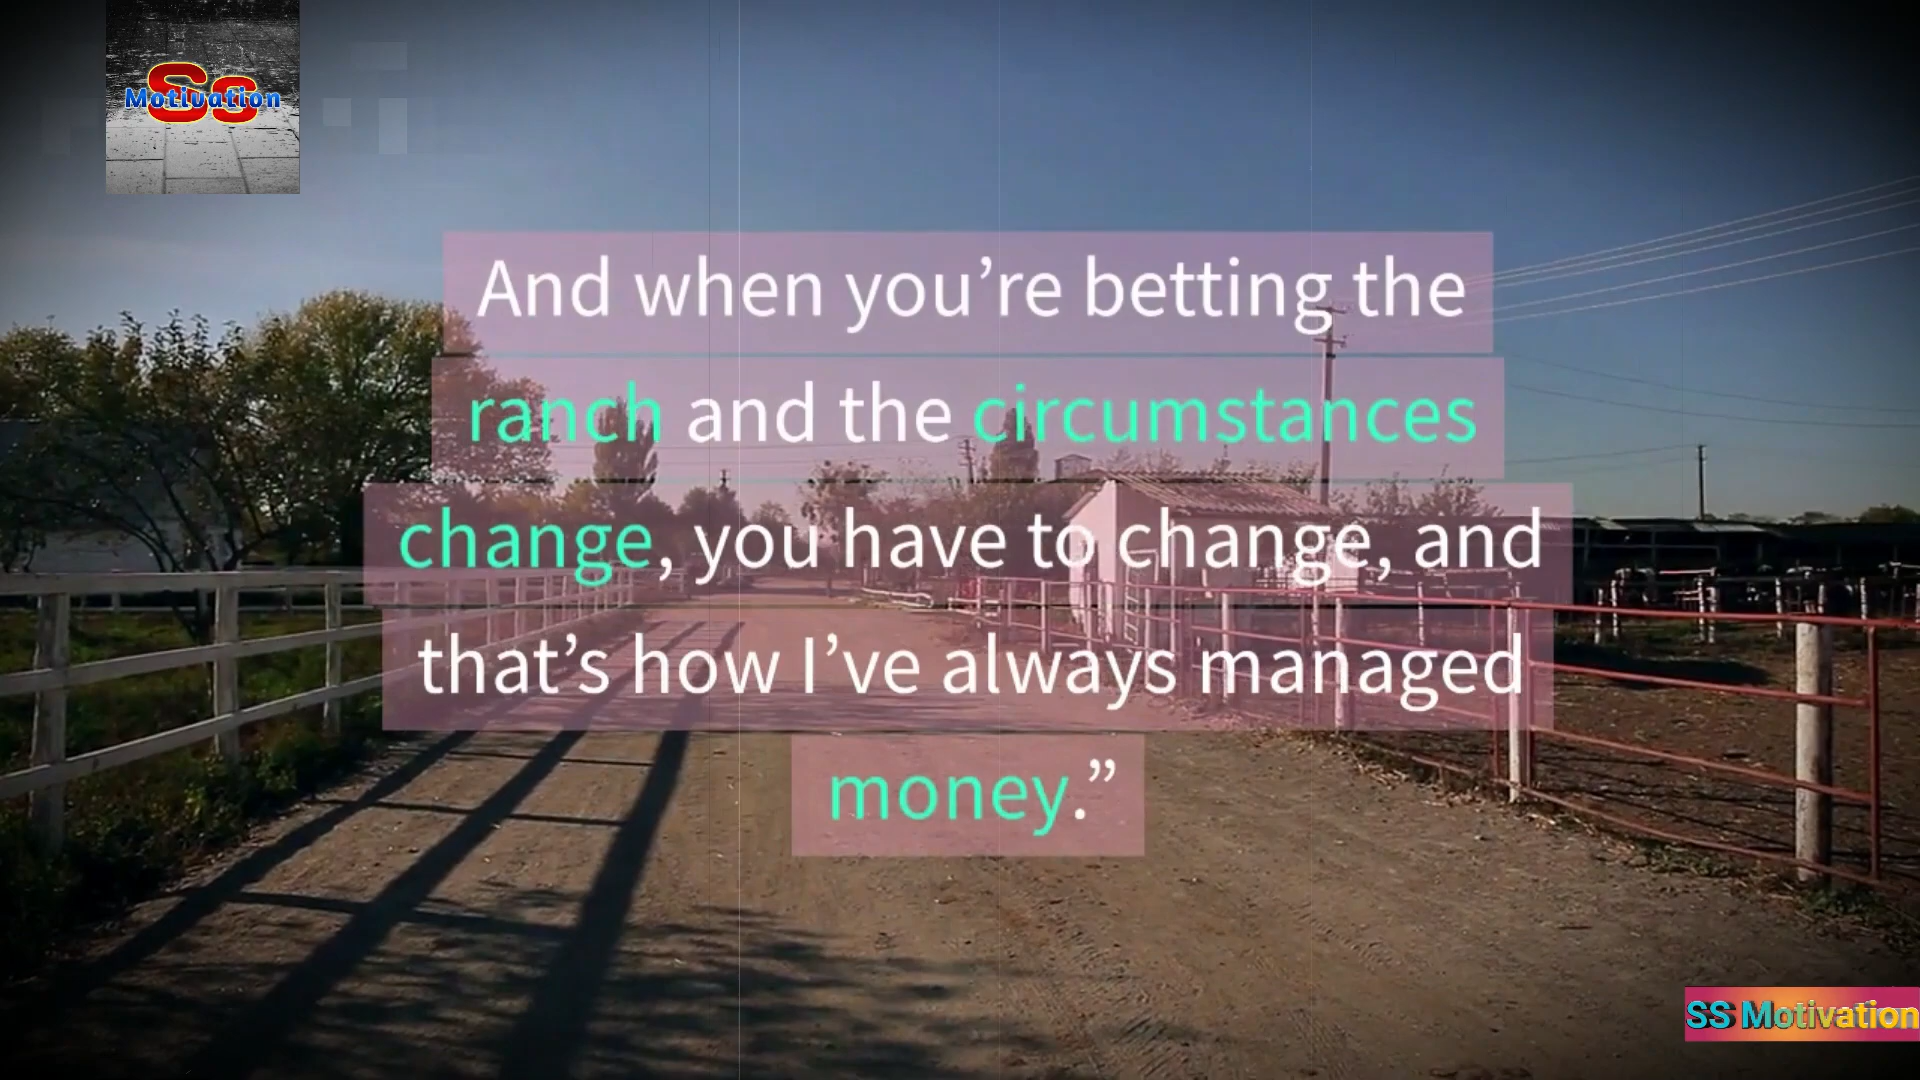 Ss
Motivation
And when you’re betting the
ranch and the circumstances
change, you have to change, and
that’s how I’ve always managed
money.”
SS Motivation